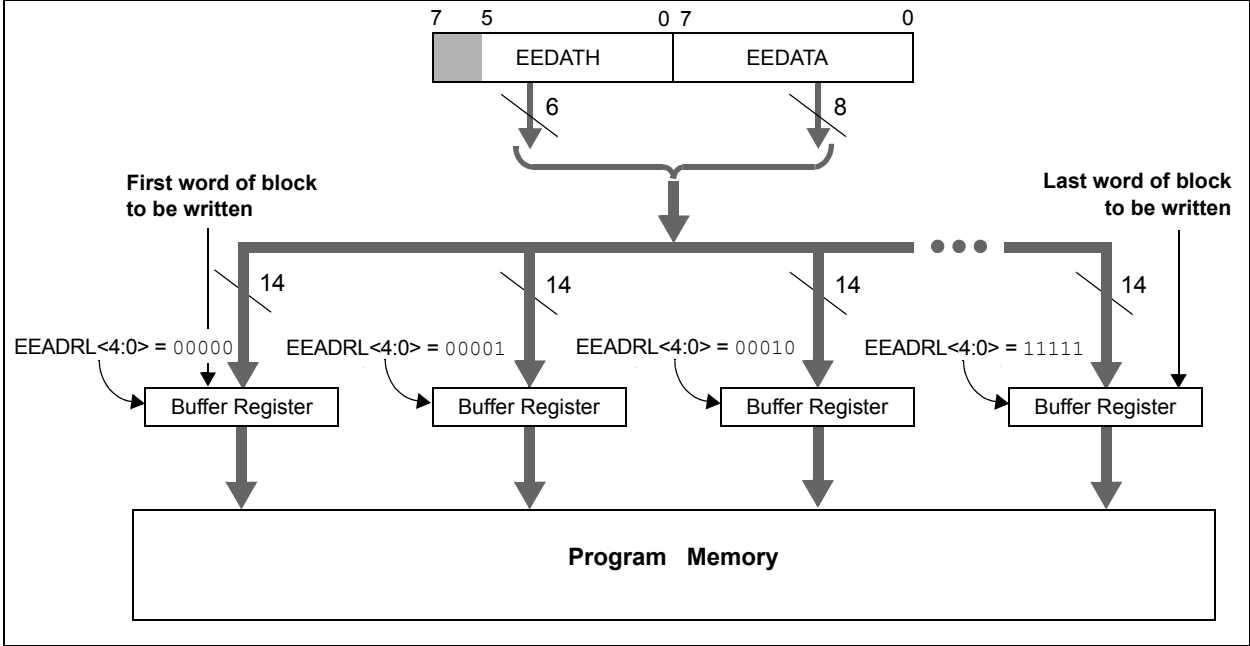 7 5 0 7 0
EEDATH EEDATA
6 8
First word of block
to be written
Last word of block
to be written
14 14 14 14
EEADRL<4:0> = 00000 EEADRL<4:0> = 00001 EEADRL<4:0> = 00010 EEADRL<4:0> = 11111
Buffer Register Buffer Register Buffer Register Buffer Register
Program Memory